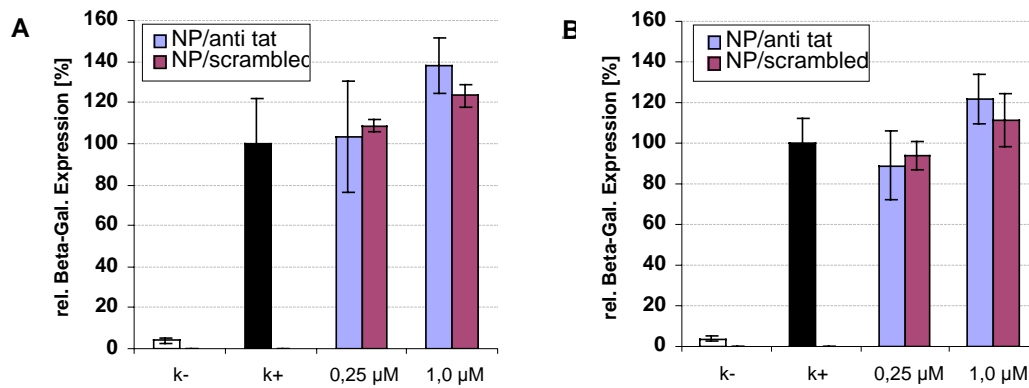 A
rel. Beta-Gal. Expression [%]
160
140
120
100
80
60
40
20
0
NP/anti tat
NP/scrambled
k-
k+
0,25 µM
1,0 µM
B
rel. Beta-Gal. Expression [%]
160
140
120
100
80
60
40
20
0
NP/anti tat
NP/scrambled
k-
k+
0,25 µM
1,0 µM